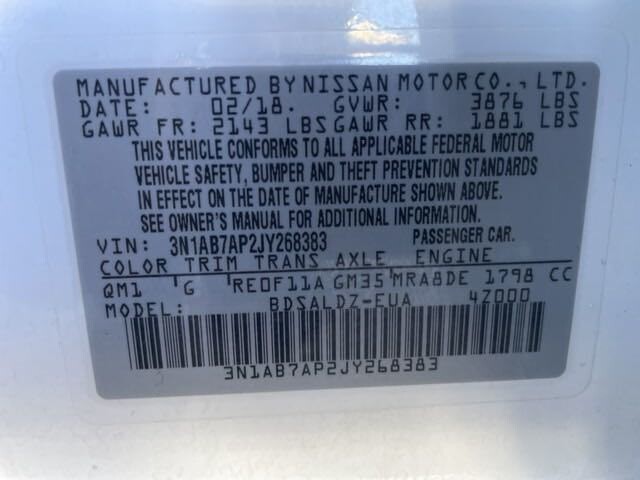 MANUFACTURED BY NISSAN MOTOR CO., LTD.
DATE: 02/18. GVWR: 3876 LBS
GAWR FR: 2143 LBS GAWR RR: 1881 LBS
THIS VEHICLE CONFORMS TO ALL APPLICABLE FEDERAL MOTOR
VEHICLE SAFETY, BUMPER AND THEFT PREVENTION STANDARDS
IN EFFECT ON THE DATE OF MANUFACTURE SHOWN ABOVE.
SEE OWNER'S MANUAL FOR ADDITIONAL INFORMATION.
VIN: 3N1AB7AP2JY268383 PASSENGER CAR.
COLOR TRIM TRANS AXLE ENGINE
QM1 G RE0F11A GM35 MRA8DE 1798 CC
MODEL: BDSALDZ-EUA 4Z000
3N1AB7AP2JY268383